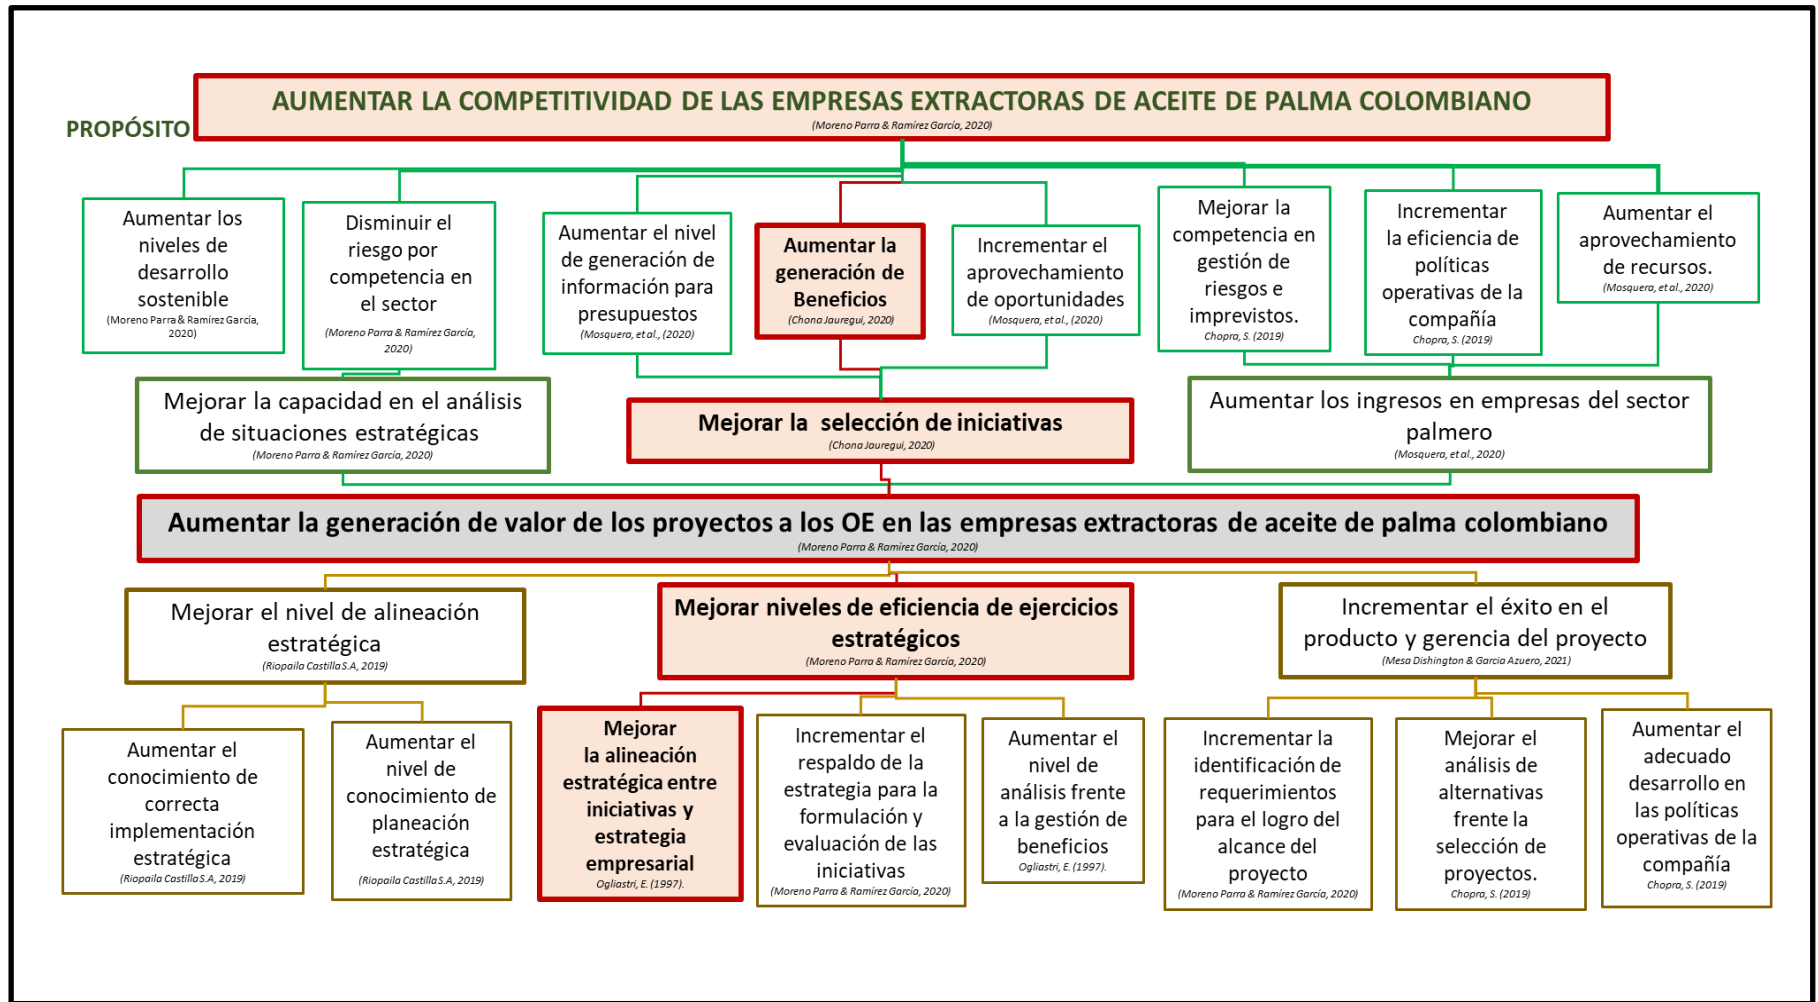 AUMENTAR LA COMPETITIVIDAD DE LAS EMPRESAS EXTRACTORAS DE ACEITE DE PALMA COLOMBIANO
(Moreno Parra & Ramírez García, 2020)
PROPÓSITO
Aumentar los
niveles de
desarrollo
sostenible
(Moreno Parra & Ramírez García,
2020)
Disminuir el
riesgo por
competencia en
el sector
(Moreno Parra & Ramírez García,
2020)
Aumentar el nivel
de generación de
información para
presupuestos
(Mosquera, et al., (2020)
Aumentar la
generación de
Beneficios
(Chona Jauregui, 2020)
Incrementar el
aprovechamiento
de oportunidades
(Mosquera, et al., (2020)
Mejorar la
competencia en
gestión de
riesgos e
imprevistos.
Chopra, S. (2019)
Incrementar
la eficiencia de
políticas
operativas de la
compañía
Chopra, S. (2019)
Aumentar el
aprovechamiento
de recursos.
(Mosquera, et al., 2020)
Mejorar la capacidad en el análisis
de situaciones estratégicas
(Moreno Parra & Ramírez García, 2020)
Mejorar la selección de iniciativas
(Chona Jauregui, 2020)
Aumentar los ingresos en empresas del sector
palmero
(Mosquera, et al., 2020)
Aumentar la generación de valor de los proyectos a los OE en las empresas extractoras de aceite de palma colombiano
(Moreno Parra & Ramírez García, 2020)
Mejorar el nivel de alineación
estratégica
(Riopaila Castilla S.A, 2019)
Mejorar niveles de eficiencia de ejercicios
estratégicos
(Moreno Parra & Ramírez García, 2020)
Incrementar el éxito en el
producto y gerencia del proyecto
(Mesa Dishington & Garcia Azuero, 2021)
Aumentar el
conocimiento de
correcta
implementación
estratégica
(Riopaila Castilla S.A, 2019)
Aumentar el
nivel de
conocimiento de
planeación
estratégica
(Riopaila Castilla S.A, 2019)
Mejorar
la alineación
estratégica entre
iniciativas y
estrategia
empresarial
Ogliastri, E. (1997).
Incrementar el
respaldo de la
estrategia para la
formulación y
evaluación de las
iniciativas
(Moreno Parra & Ramírez García, 2020)
Aumentar el
nivel de
análisis frente
a la gestión de
beneficios
Ogliastri, E. (1997).
Incrementar la
identificación de
requerimientos
para el logro del
alcance del
proyecto
(Moreno Parra & Ramírez García, 2020)
Mejorar el
análisis de
alternativas
frente la
selección de
proyectos.
Chopra, S. (2019)
Aumentar el
adecuado
desarrollo en
las políticas
operativas de la
compañía
Chopra, S. (2019)